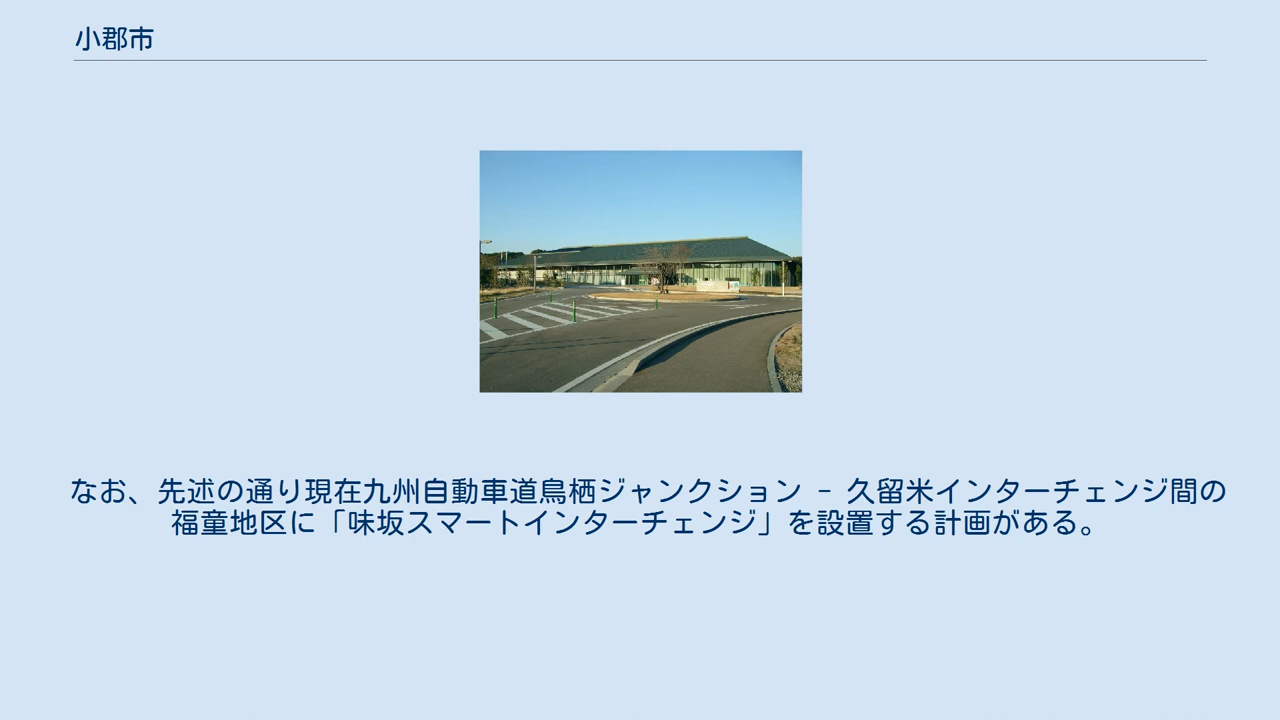 小郡市
なお、先述の通り現在九州自動車道鳥栖ジャンクション - 久留米インターチェンジ間の
福童地区に「味坂スマートインターチェンジ」を設置する計画がある。